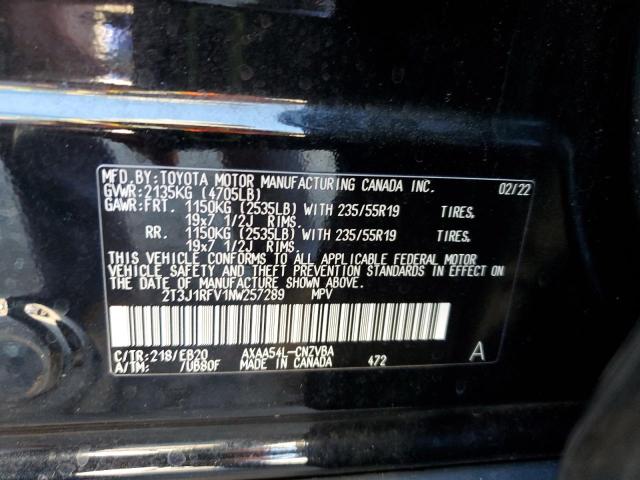 MFD.BY:TOYOTA MOTOR MANUFACTURING CANADA INC. 02/22
GVWR:2135KG (4705LB)
GAWR:FRT. 1150KG (2535LB) WITH 235/55R19 TIRES,
19x7 1/2J RIMS.
RR. 1150KG (2535LB) WITH 235/55R19 TIRES,
19x7 1/2J RIMS.
THIS VEHICLE CONFORMS TO ALL APPLICABLE FEDERAL MOTOR
VEHICLE SAFETY AND THEFT PREVENTION STANDARDS IN EFFECT
ON THE DATE OF MANUFACTURE SHOWN ABOVE.
2T3J1RFV1NW257289 MPV
C/TR:218/EB20 AXAA54L-CNZVBA A
A/TM: 7UB80F MADE IN CANADA 472